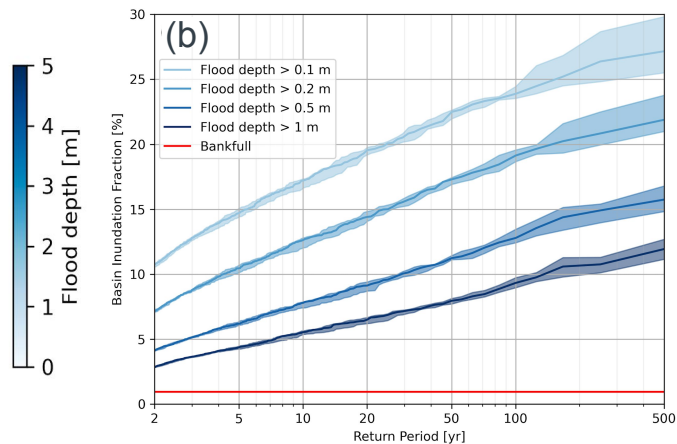 (b)
Flood depth [m]
5
4
3
2
1
0
Basin Inundation Fraction [%]
30
25
20
15
10
5
0
Flood depth > 0.1 m
Flood depth > 0.2 m
Flood depth > 0.5 m
Flood depth > 1 m
Bankfull
2 5 10 20 50 100 500
Return Period [yr]